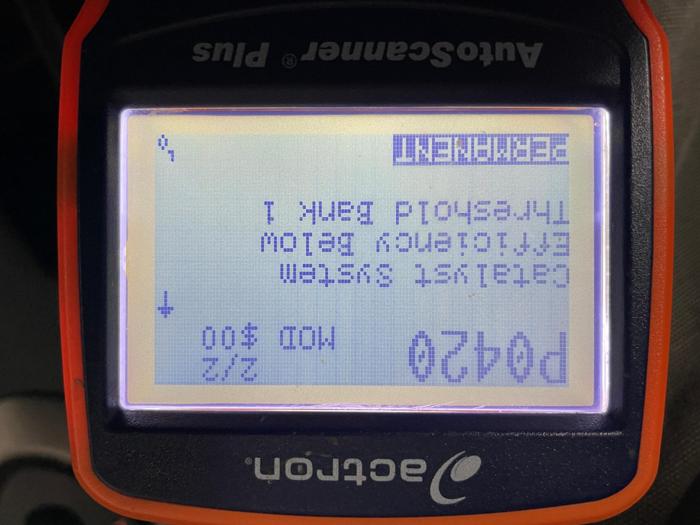 actron®
P0420 MOD $00 2/2
Catalyst System
Efficiency Below
Threshold Bank 1
PERMANENT
AutoScanner® Plus